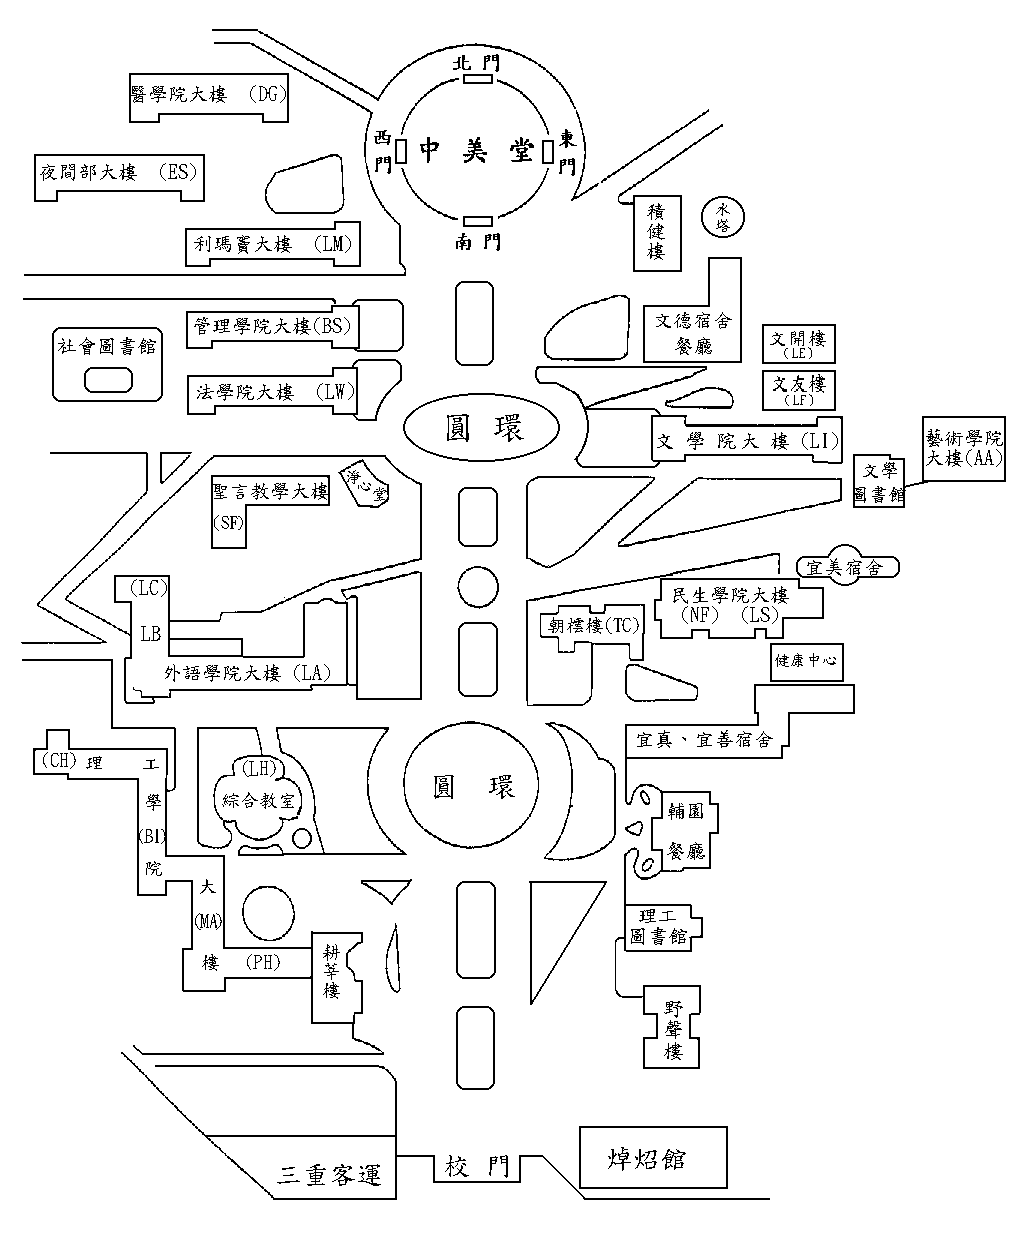 北門
醫學院大樓 (DG)
西門
中美堂
東門
夜間部大樓 (ES)
積健樓
水塔
利瑪竇大樓 (LM)
南門
管理學院大樓(BS)
文德宿舍
餐廳
社會圖書館
文開樓
(LE)
法學院大樓 (LW)
文友樓
(LF)
圓環
文學院大樓(LI)
藝術學院
大樓(AA)
文學
圖書館
聖言教學大樓
(SF)
淨心堂
宜美宿舍
(LC)
LB
外語學院大樓(LA)
民生學院大樓
(NF) (LS)
朝橒樓(TC)
健康中心
宜真、宜善宿舍
(CH)理工
學
(BI)
院
大
(MA)
樓
(PH)
(LH)
綜合教室
圓環
輔園
餐廳
理工
圖書館
耕莘樓
野聲樓
三重客運
校門
焯炤館